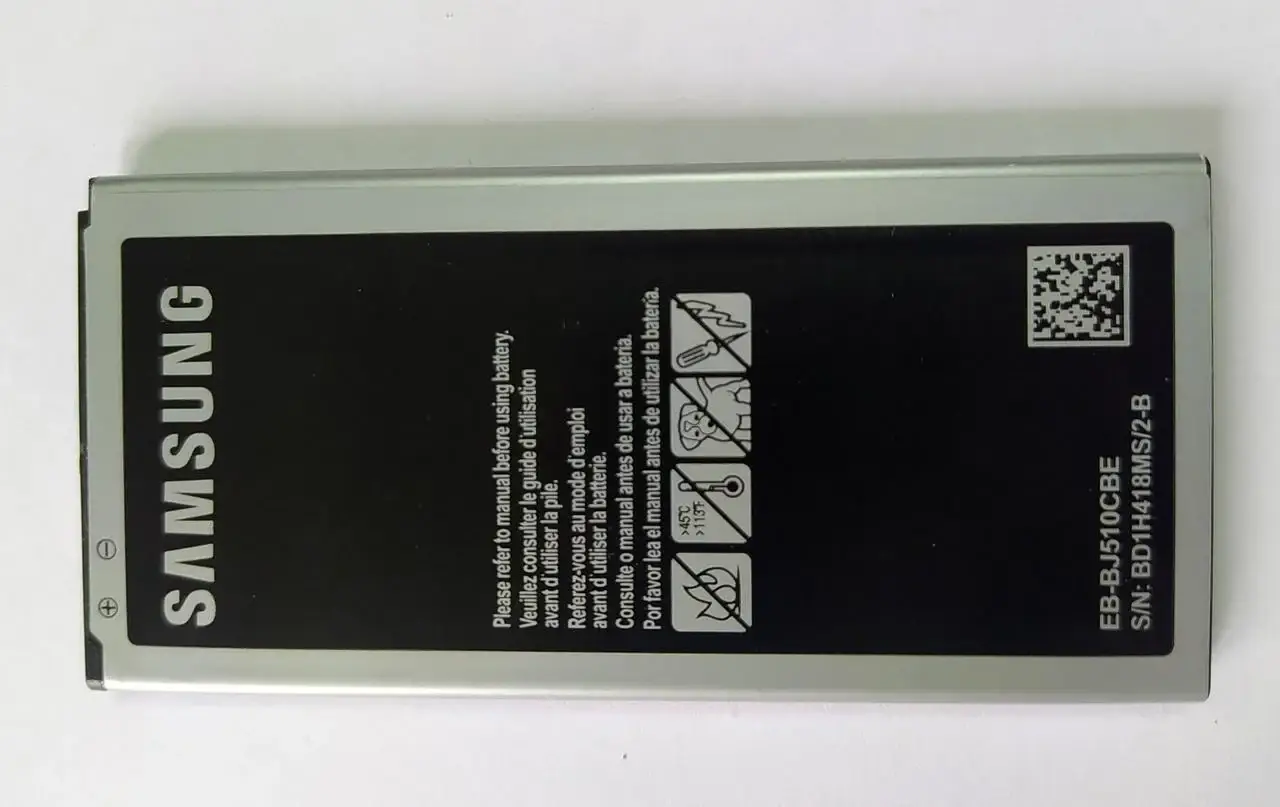 ⊕ ⊖
SAMSUNG
Please refer to manual before using battery.
Veuillez consulter le guide d'utilisation
avant d'utiliser la pile.
Referez-vous au mode d'emploi
avant d'utiliser la batterie.
Consulte o manual antes de usar a bateria.
Por favor lea el manual antes de utilizar la batería.
>45°C
>113°F
EB-BJ510CBE
S/N: BD1H418MS/2-B